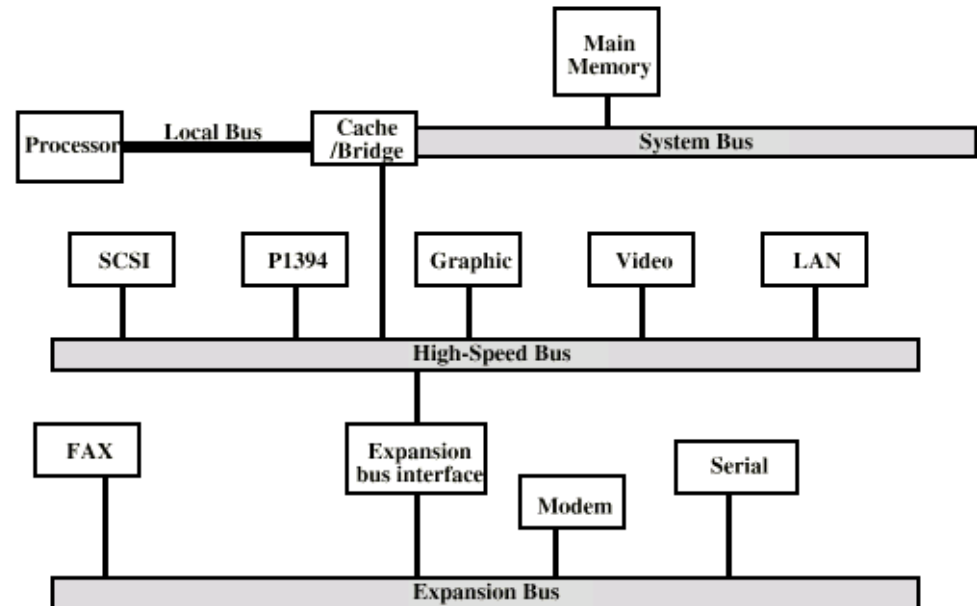 Main
Memory
Processor
Local Bus
Cache
/Bridge
System Bus
SCSI
P1394
Graphic
Video
LAN
High-Speed Bus
FAX
Expansion
bus interface
Modem
Serial
Expansion Bus